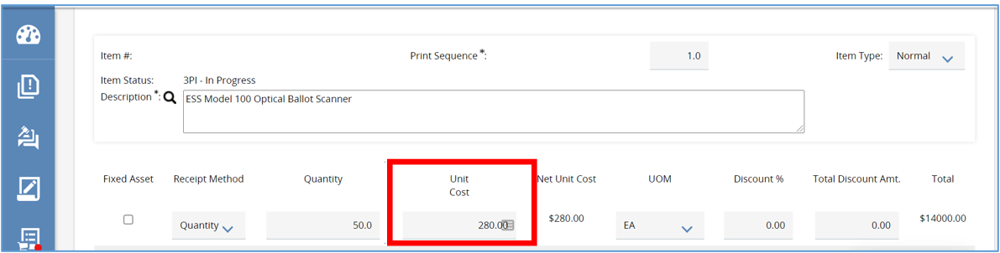 Item #: Print Sequence *: 1.0 Item Type: Normal
Item Status: 3PI - In Progress
Description *: ESS Model 100 Optical Ballot Scanner
Fixed Asset Receipt Method Quantity Unit Cost Net Unit Cost UOM Discount % Total Discount Amt. Total
Quantity 50.0 280.00 $280.00 EA 0.00 0.00 $14000.00